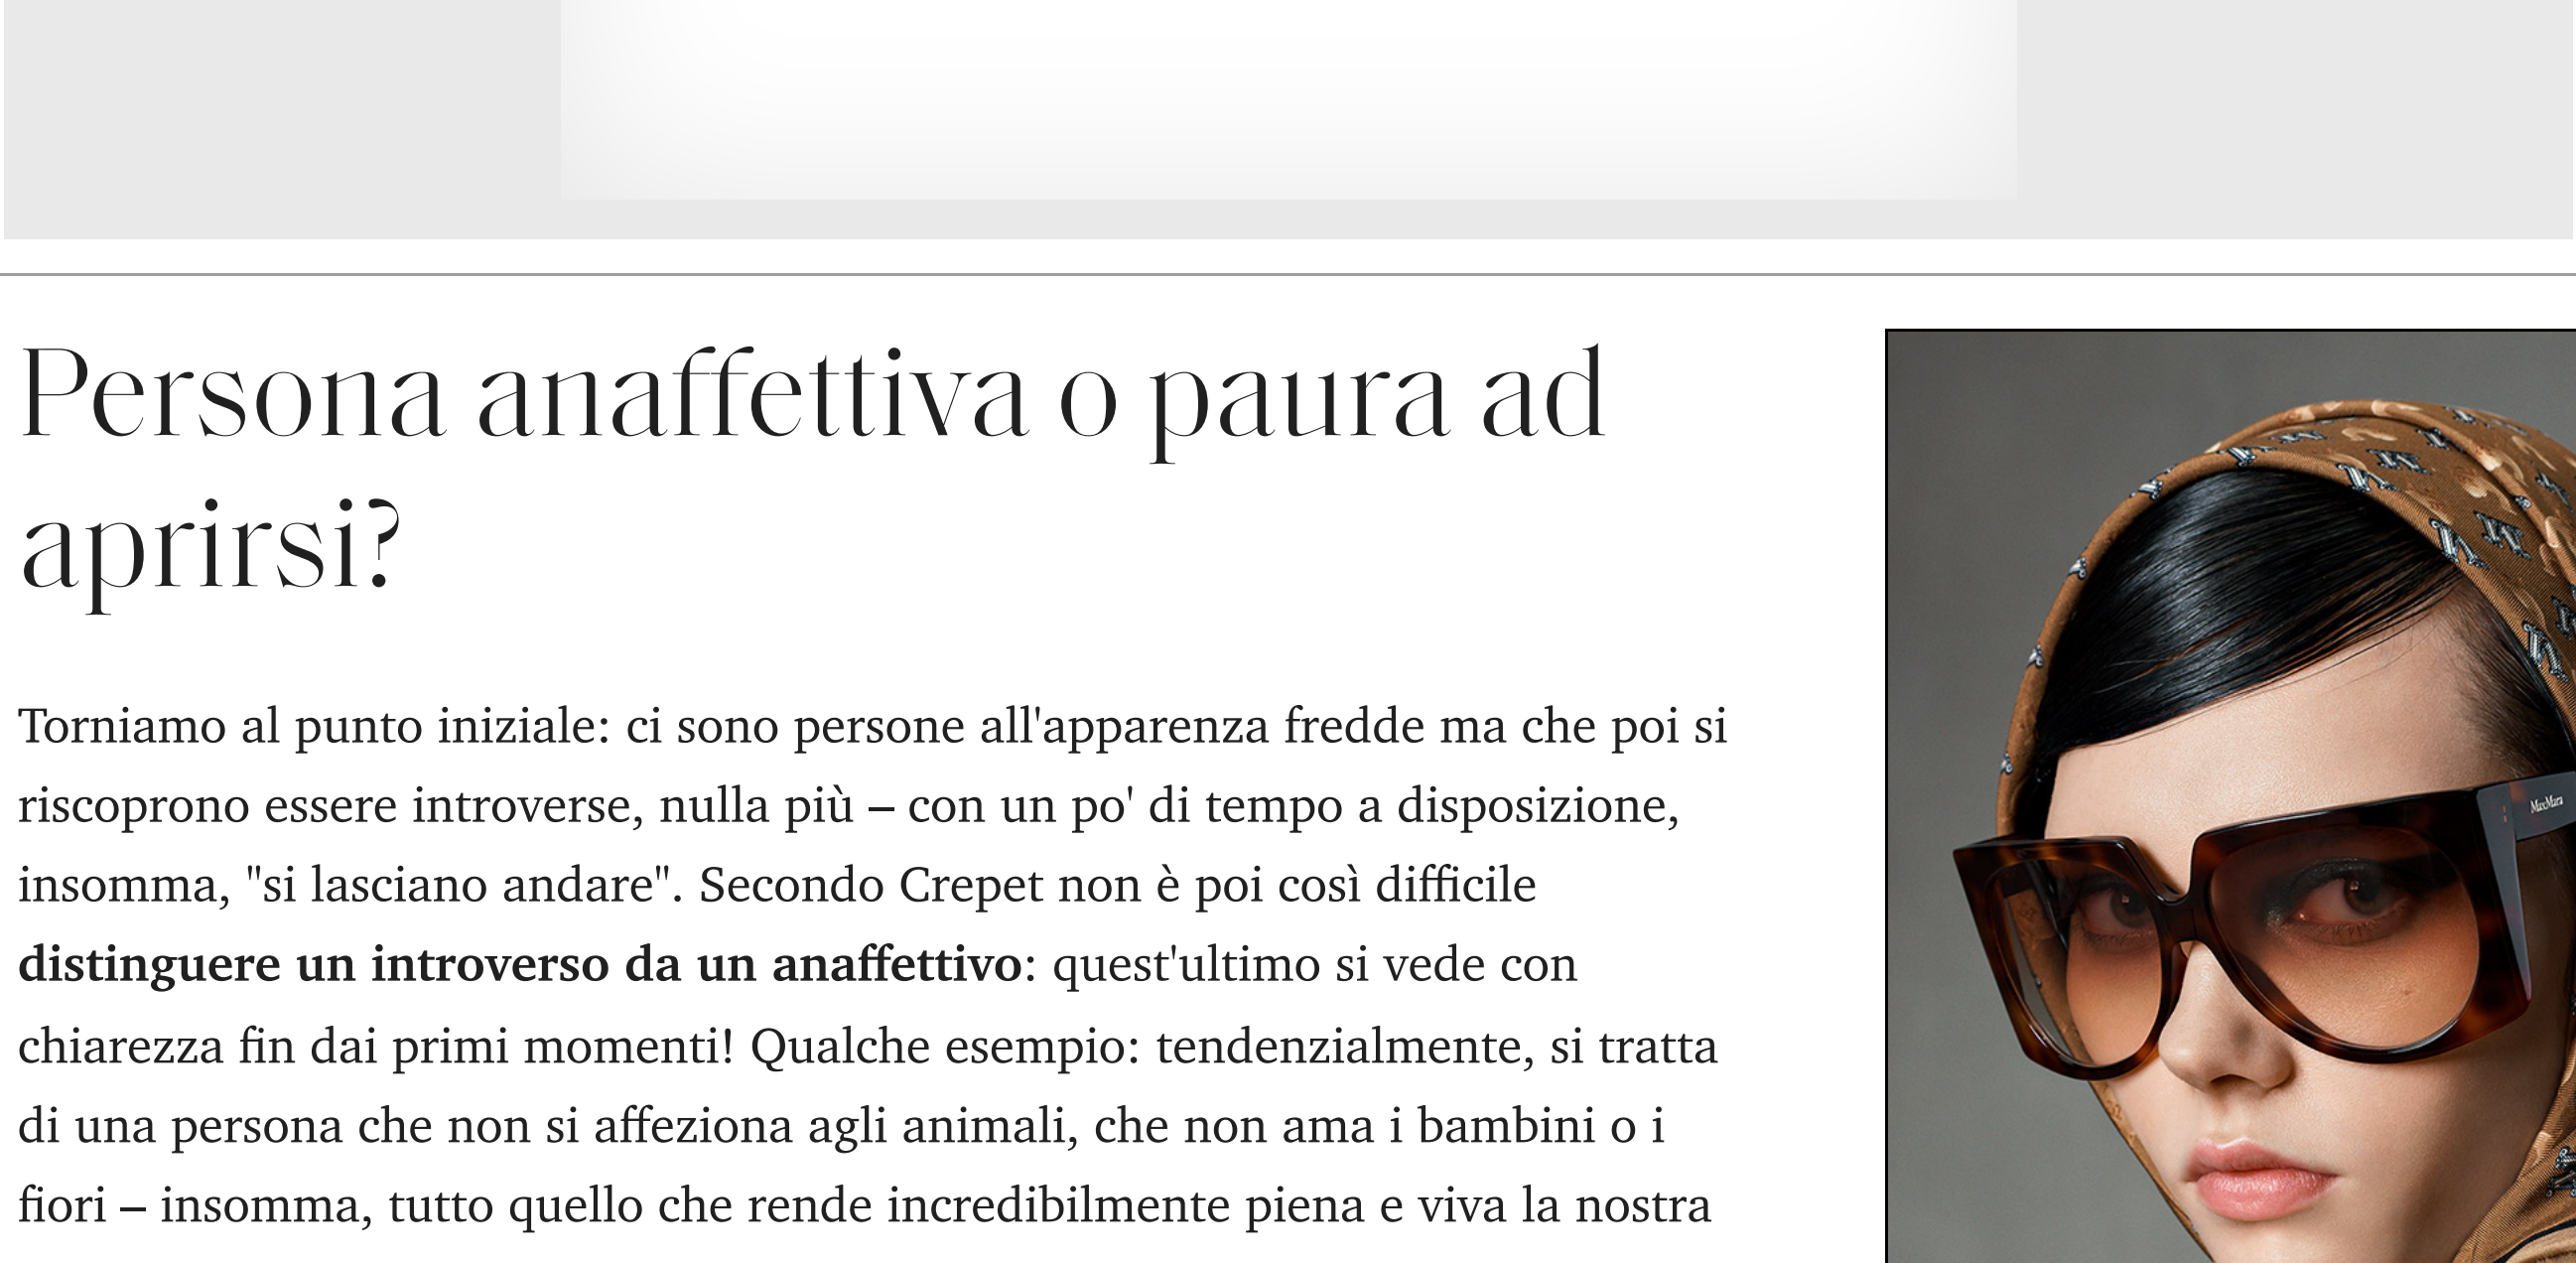 Persona anaffettiva o paura ad
aprirsi?
Torniamo al punto iniziale: ci sono persone all'apparenza fredde ma che poi si
riscoprono essere introverse, nulla più – con un po' di tempo a disposizione,
insomma, "si lasciano andare". Secondo Crepet non è poi così difficile
distinguere un introverso da un anaffettivo: quest'ultimo si vede con
chiarezza fin dai primi momenti! Qualche esempio: tendenzialmente, si tratta
di una persona che non si affeziona agli animali, che non ama i bambini o i
fiori – insomma, tutto quello che rende incredibilmente piena e viva la nostra
MaxMara